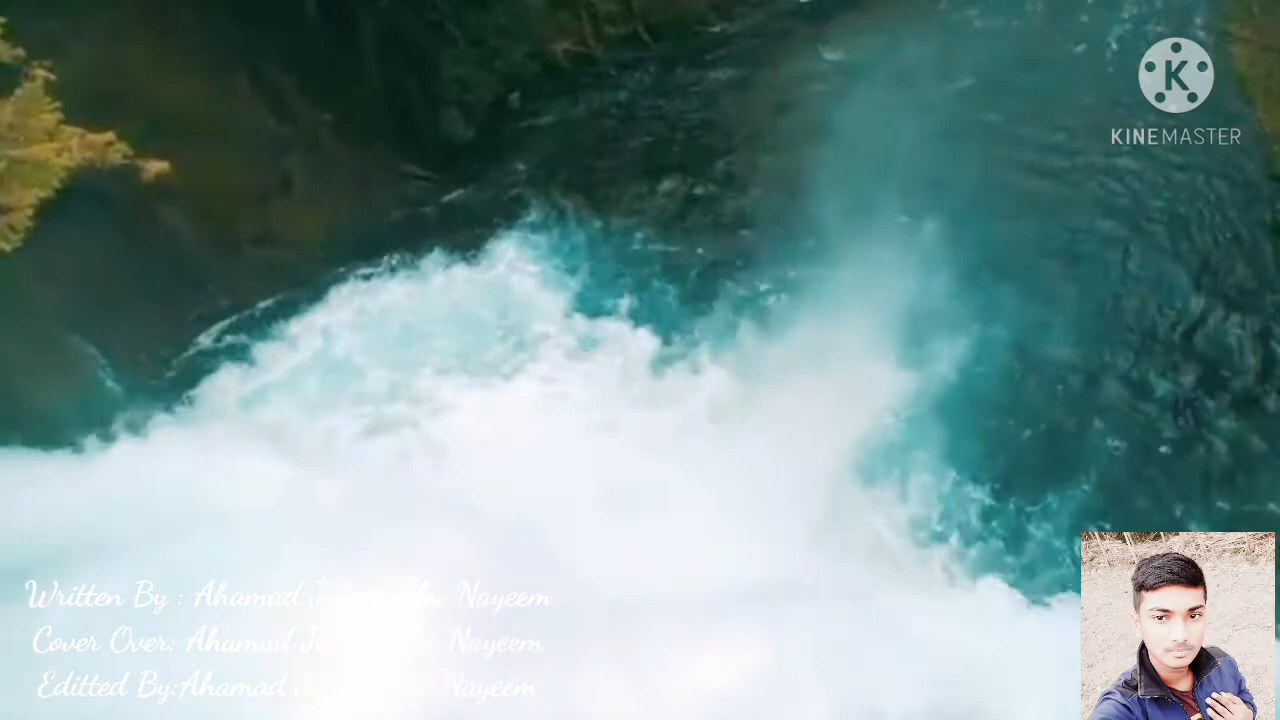 K
KINEMASTER
Written By : Ahamad Nayeem
Cover Over: Ahamad Nayeem
Editted By:Ahamad Nayeem